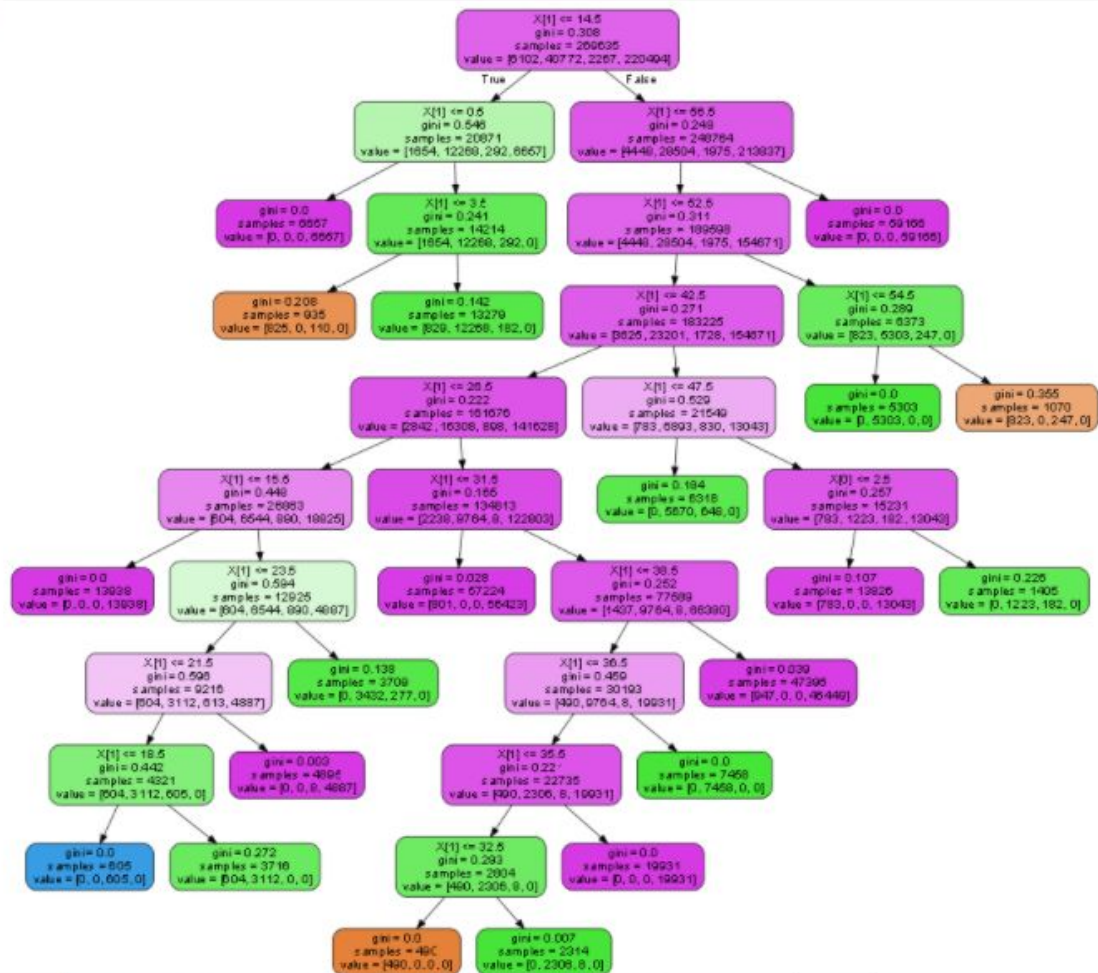 X[1] <= 14.5
gini = 0.308
samples = 269635
value = [6102, 40772, 2267, 220494]
True
False
X[1] <= 0.5
gini = 0.546
samples = 20871
value = [1654, 12268, 292, 6657]
X[1] <= 56.5
gini = 0.248
samples = 248764
value = [4448, 28504, 1975, 213837]
gini = 0.0
samples = 6657
value = [0, 0, 0, 6657]
X[1] <= 3.5
gini = 0.241
samples = 14214
value = [1654, 12268, 292, 0]
X[1] <= 52.5
gini = 0.311
samples = 189598
value = [4448, 28504, 1975, 154671]
gini = 0.0
samples = 59166
value = [0, 0, 0, 59166]
gini = 0.208
samples = 935
value = [825, 0, 110, 0]
gini = 0.142
samples = 13279
value = [829, 12268, 182, 0]
X[1] <= 42.5
gini = 0.271
samples = 183225
value = [3625, 23201, 1728, 154671]
X[1] <= 54.5
gini = 0.289
samples = 6373
value = [823, 5303, 247, 0]
X[1] <= 26.5
gini = 0.222
samples = 161676
value = [2842, 16308, 898, 141628]
X[1] <= 47.5
gini = 0.529
samples = 21549
value = [783, 6893, 830, 13043]
gini = 0.0
samples = 5303
value = [0, 5303, 0, 0]
gini = 0.355
samples = 1070
value = [823, 0, 247, 0]
X[1] <= 15.5
gini = 0.448
samples = 26863
value = [604, 6544, 890, 18825]
X[1] <= 31.5
gini = 0.165
samples = 134813
value = [2238, 9764, 8, 122803]
gini = 0.184
samples = 6318
value = [0, 5670, 648, 0]
X[0] <= 2.5
gini = 0.257
samples = 15231
value = [783, 1223, 182, 13043]
gini = 0.0
samples = 13938
value = [0, 0, 0, 13938]
X[1] <= 23.5
gini = 0.594
samples = 12925
value = [604, 6544, 890, 4887]
gini = 0.028
samples = 57224
value = [801, 0, 0, 56423]
X[1] <= 38.5
gini = 0.252
samples = 77589
value = [1437, 9764, 8, 66380]
gini = 0.107
samples = 13826
value = [783, 0, 0, 13043]
gini = 0.226
samples = 1405
value = [0, 1223, 182, 0]
X[1] <= 21.5
gini = 0.596
samples = 9216
value = [604, 3112, 613, 4887]
gini = 0.138
samples = 3709
value = [0, 3432, 277, 0]
X[1] <= 36.5
gini = 0.459
samples = 30193
value = [490, 9764, 8, 19931]
gini = 0.039
samples = 47396
value = [947, 0, 0, 46449]
X[1] <= 18.5
gini = 0.442
samples = 4321
value = [604, 3112, 605, 0]
gini = 0.003
samples = 4895
value = [0, 0, 8, 4887]
X[1] <= 35.5
gini = 0.22
samples = 22735
value = [490, 2306, 8, 19931]
gini = 0.0
samples = 7458
value = [0, 7458, 0, 0]
gini = 0.0
samples = 605
value = [0, 0, 605, 0]
gini = 0.272
samples = 3716
value = [604, 3112, 0, 0]
X[1] <= 32.5
gini = 0.293
samples = 2804
value = [490, 2306, 8, 0]
gini = 0.0
samples = 19931
value = [0, 0, 0, 19931]
gini = 0.0
samples = 490
value = [490, 0, 0, 0]
gini = 0.007
samples = 2314
value = [0, 2306, 8, 0]